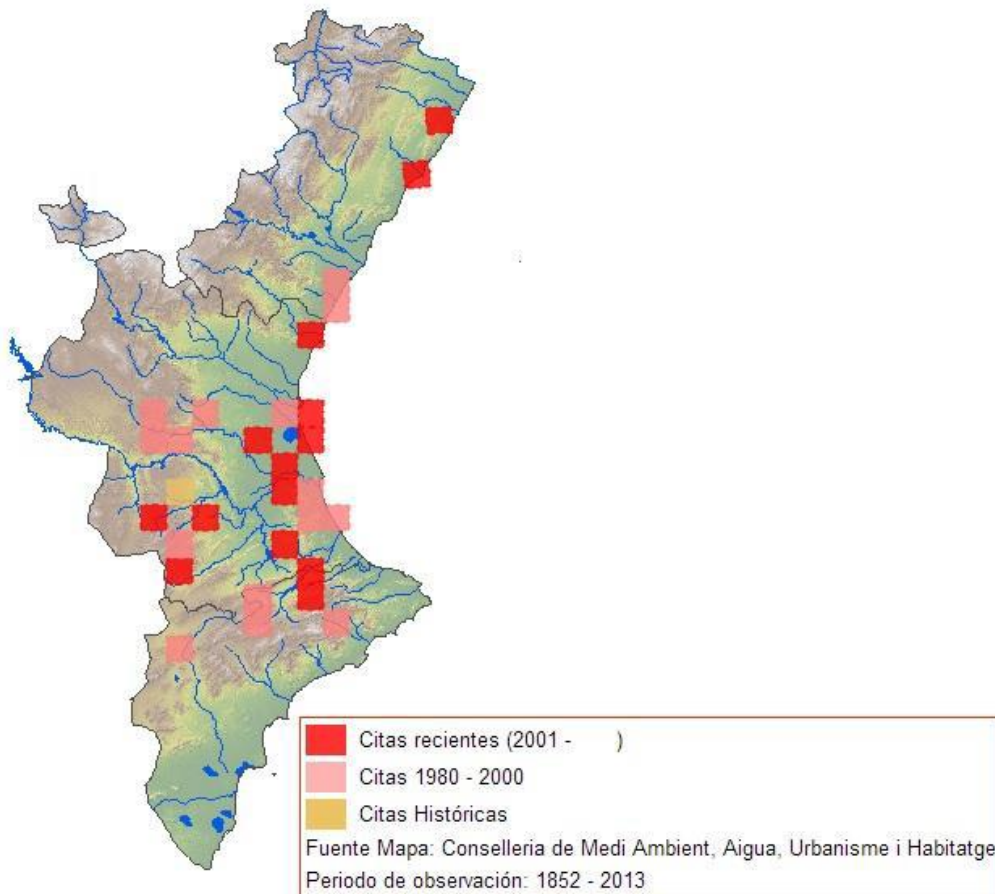 Citas recientes (2001 - )
Citas 1980 - 2000
Citas Históricas
Fuente Mapa: Conselleria de Medi Ambient, Aigua, Urbanisme i Habitatge
Periodo de observación: 1852 - 2013